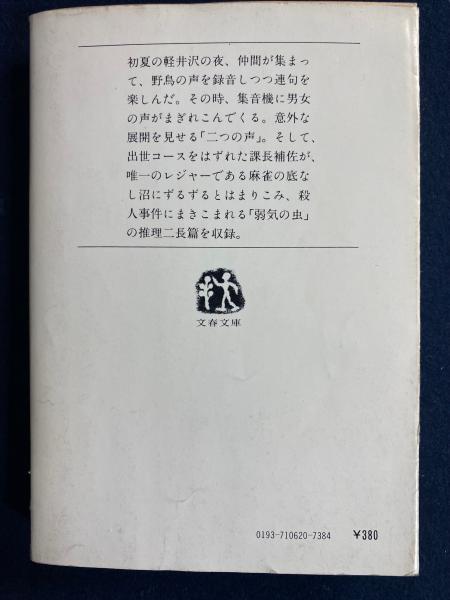 初夏の軽井沢の夜、仲間が集まっ
て、野鳥の声を録音しつつ連句を
楽しんだ。その時、集音機に男女
の声がまぎれこんでくる。意外な
展開を見せる「二つの声」。そして、
出世コースをはずれた課長補佐が、
唯一のレジャーである麻雀の底な
し沼にずるずるとはまりこみ、殺
人事件にまきこまれる「弱気の虫」
の推理二長篇を収録。
文春文庫
0193-710620-7384 ¥380